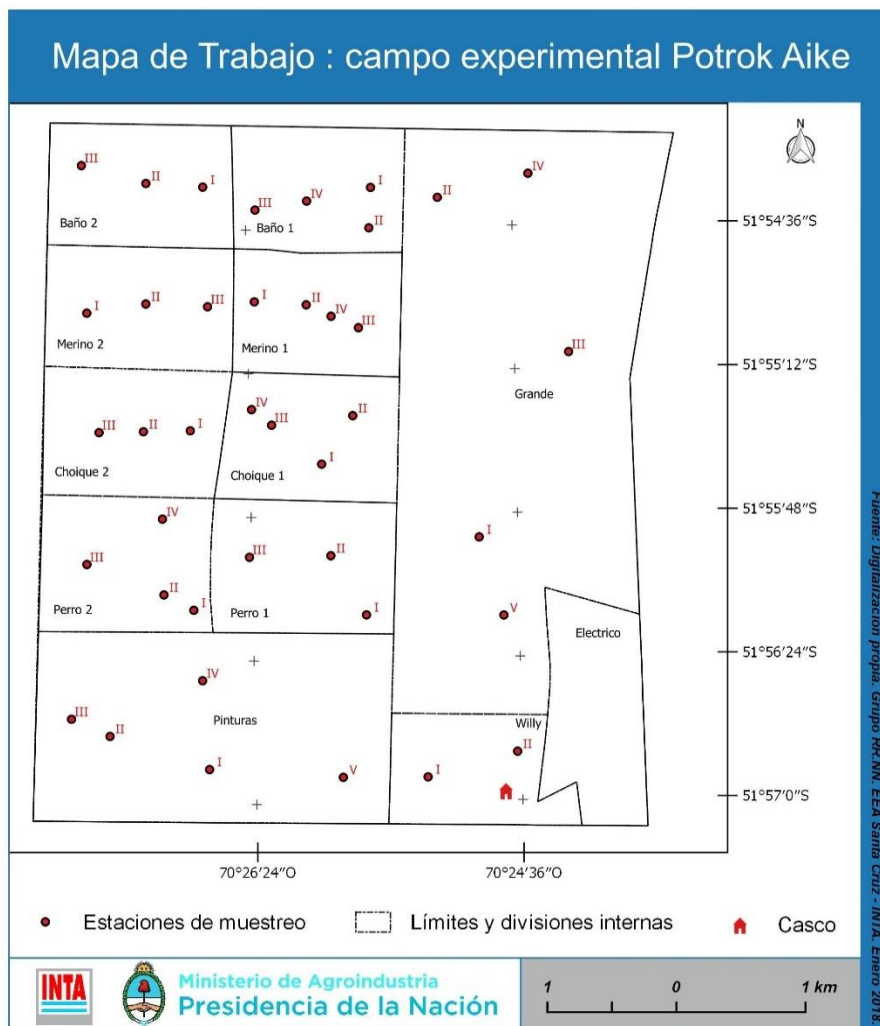 Mapa de Trabajo : campo experimental Potrok Aike
N
III
II
I
Baño 2
III
IV
I
II
Baño 1
II
IV
51°54'36"S
I
II
III
Merino 2
I
II
IV
III
Merino 1
III
Grande
51°55'12"S
III
II
I
Choique 2
IV
III
II
I
Choique 1
51°55'48"S
IV
III
II
I
Perro 2
III
II
I
Perro 1
I
V
Electrico
51°56'24"S
IV
III
II
Pinturas
I
V
Willy
II
I
51°57'0"S
70°26'24"O
70°24'36"O
Estaciones de muestreo
Límites y divisiones internas
Casco
Fuente: Digitalización propia. Grupo RR.NN. EEA Santa Cruz - INTA. Enero 2018.
INTA
Ministerio de Agroindustria
Presidencia de la Nación
1 0 1 km